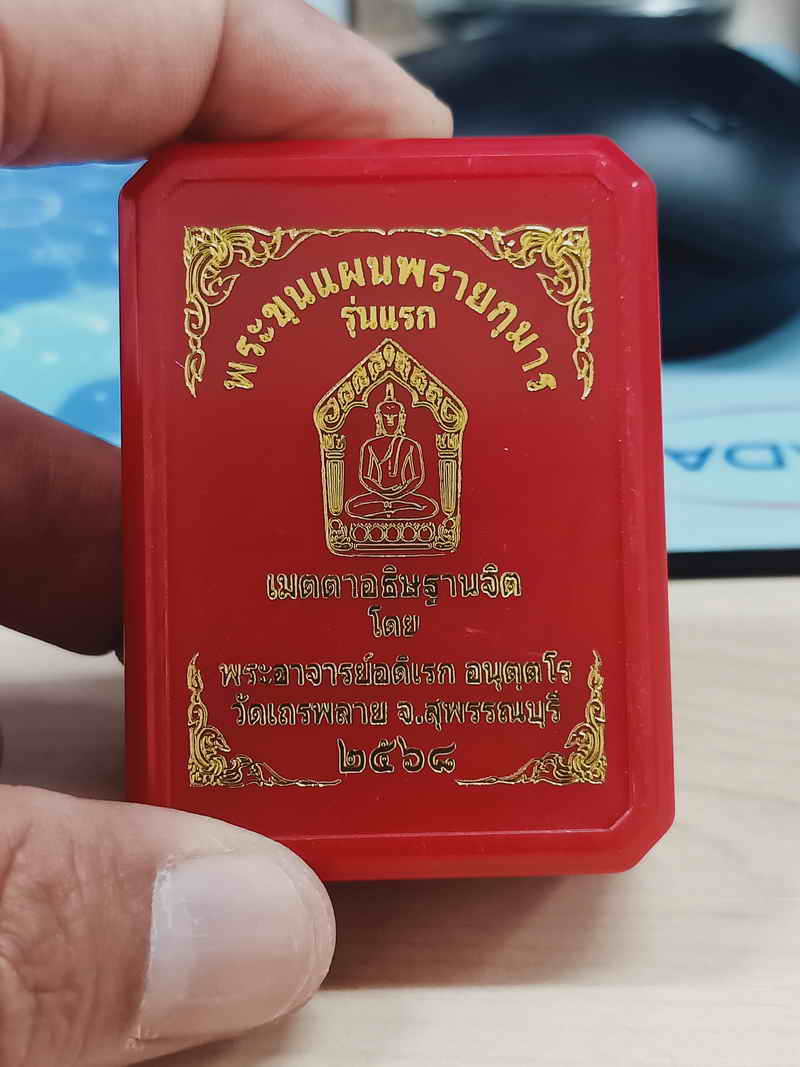 พระขุนแผนพรายกุมาร
รุ่นแรก
เมตตาอธิษฐานจิต
โดย
พระอาจารย์อดิเรก อนุตฺตโร
วัดเถรพลาย จ.สุพรรณบุรี
๒๕๖๘
ADA